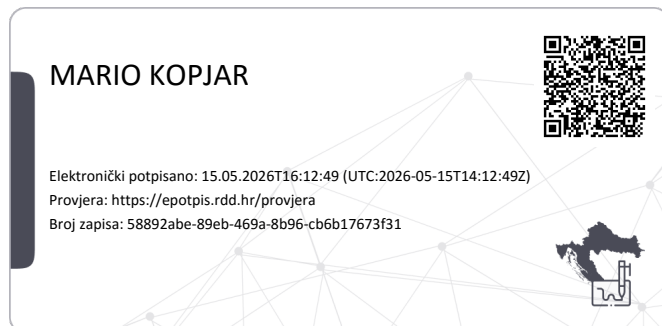 MARIO KOPJAR
Elektronički potpisano: 15.05.2026T16:12:49 (UTC:2026-05-15T14:12:49Z)
Provjera: https://epotpis.rdd.hr/provjera
Broj zapisa: 58892abe-89eb-469a-8b96-cb6b17673f31